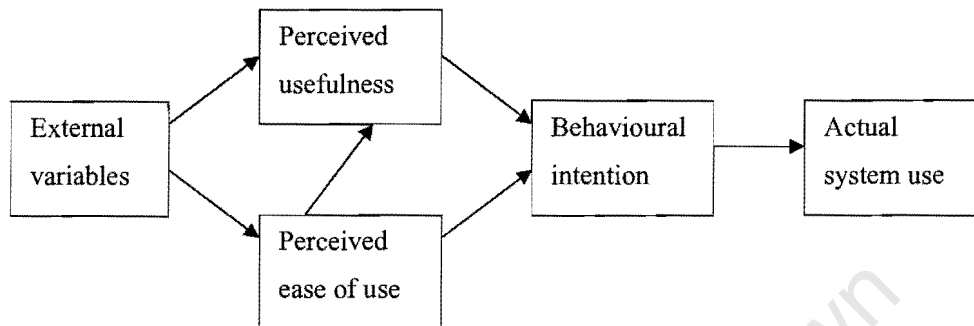 Perceived
usefulness
External
variables
Behavioural
intention
Actual
system use
Perceived
ease of use